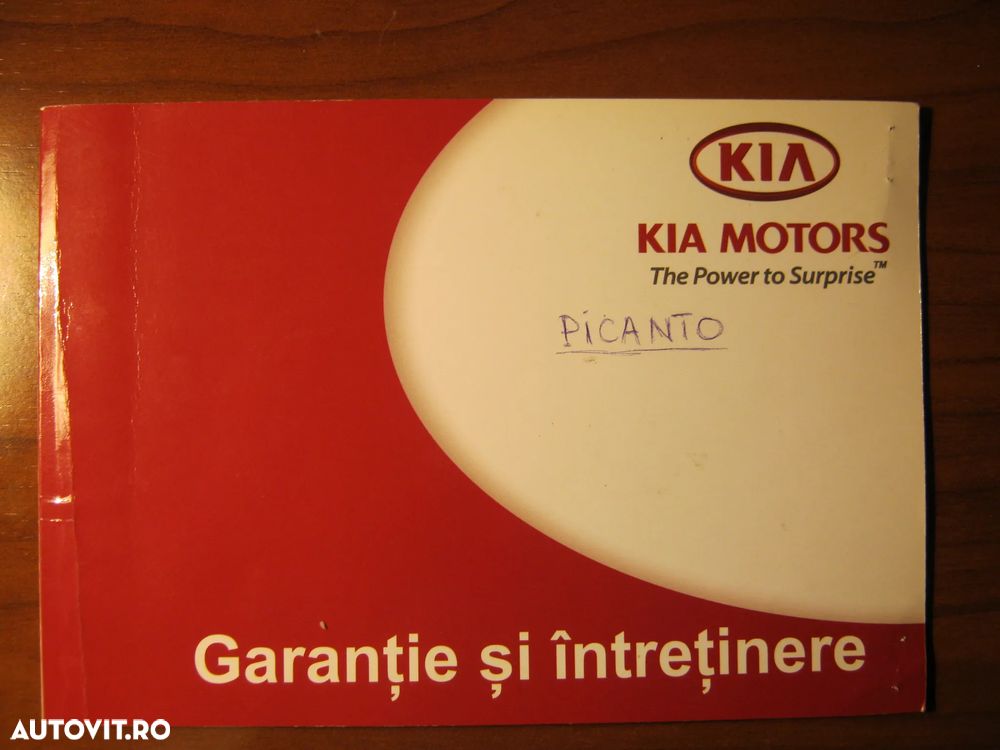 KIA
KIA MOTORS
The Power to Surprise™
PiCANTO
Garanție și întreținere
AUTOVIT.RO